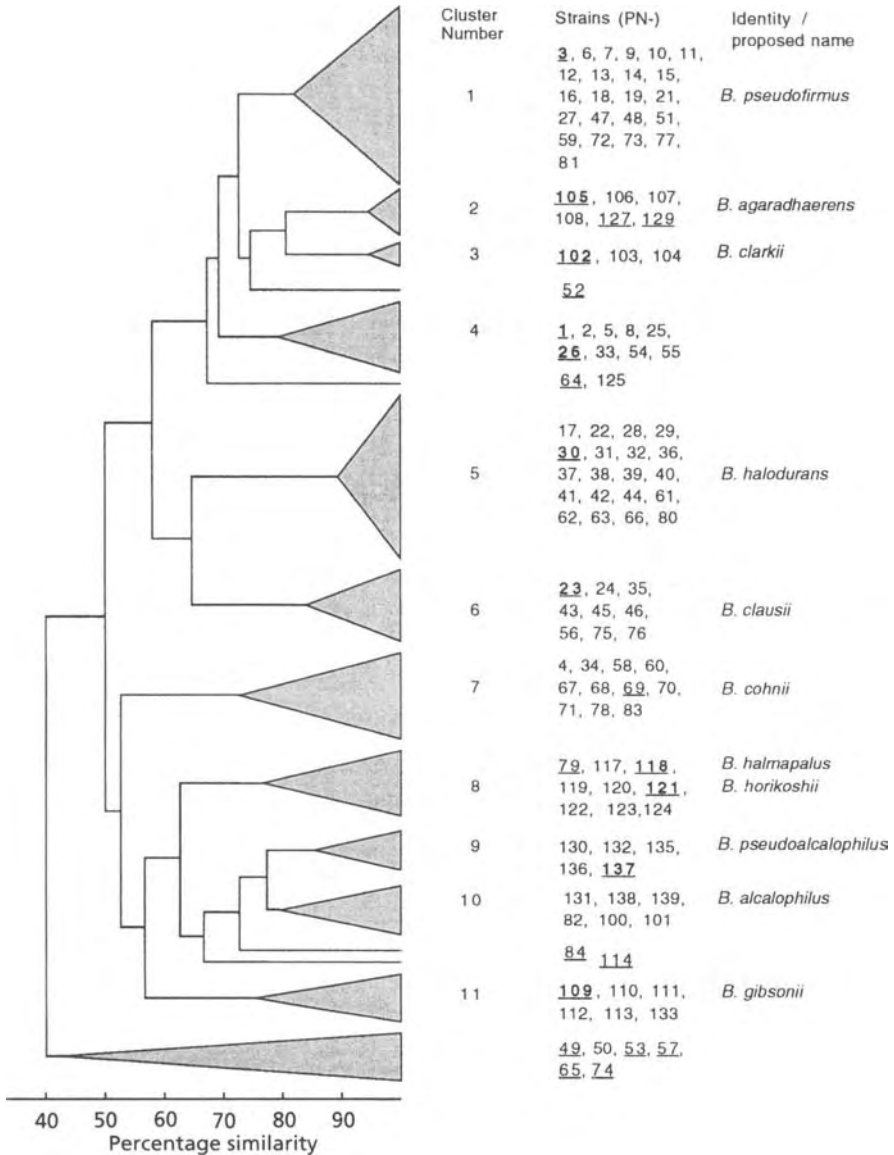 Cluster Number
Strains (PN-)
Identity / proposed name
1
3, 6, 7, 9, 10, 11,
12, 13, 14, 15,
16, 18, 19, 21,
27, 47, 48, 51,
59, 72, 73, 77,
81
B. pseudofirmus
2
105, 106, 107,
108, 127, 129
B. agaradhaerens
3
102, 103, 104
B. clarkii
52
4
1, 2, 5, 8, 25,
26, 33, 54, 55
64, 125
5
17, 22, 28, 29,
30, 31, 32, 36,
37, 38, 39, 40,
41, 42, 44, 61,
62, 63, 66, 80
B. halodurans
6
23, 24, 35,
43, 45, 46,
56, 75, 76
B. clausii
7
4, 34, 58, 60,
67, 68, 69, 70,
71, 78, 83
B. cohnii
8
79, 117, 118,
119, 120, 121,
122, 123,124
B. halmapalus
B. horikoshii
9
130, 132, 135,
136, 137
B. pseudoalcalophilus
10
131, 138, 139,
82, 100, 101
B. alcalophilus
84 114
11
109, 110, 111,
112, 113, 133
B. gibsonii
49, 50, 53, 57,
65, 74
40 50 60 70 80 90
Percentage similarity